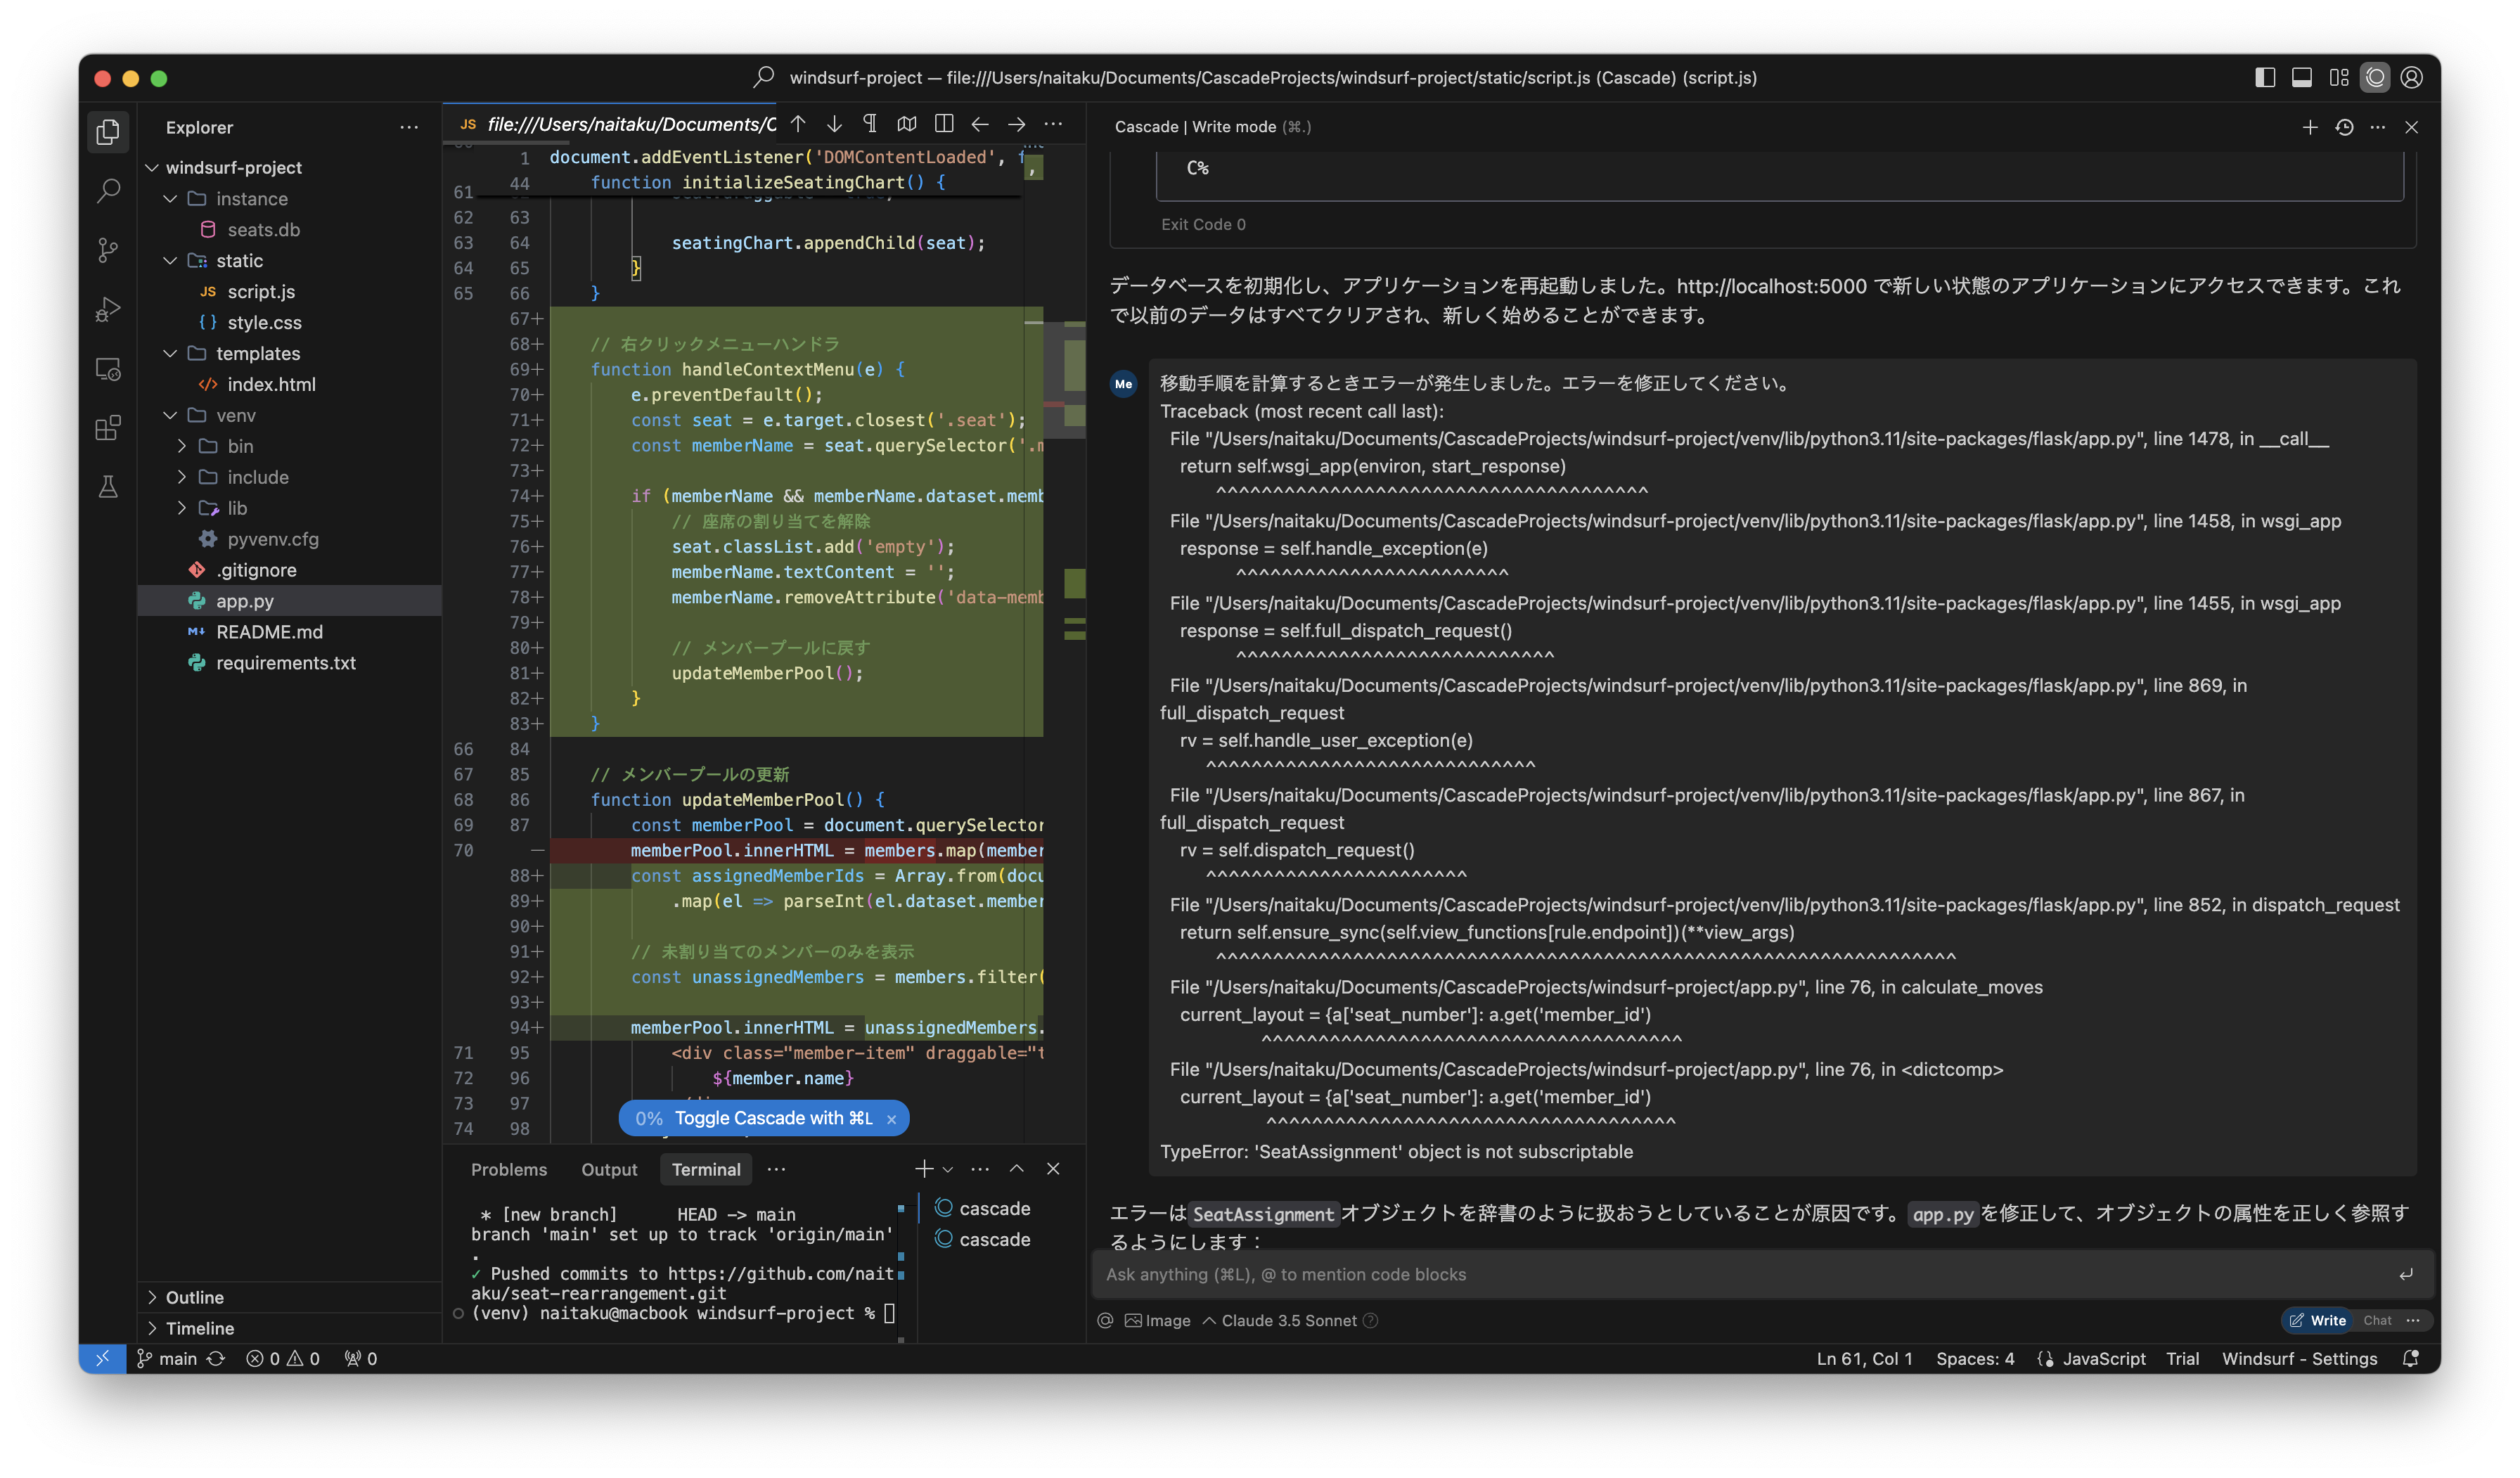 windsurf-project — file:///Users/naitaku/Documents/CascadeProjects/windsurf-project/static/script.js (Cascade) (script.js)
Explorer
windsurf-project
instance
seats.db
static
JS script.js
{ } style.css
templates
</> index.html
venv
bin
include
lib
pyvenv.cfg
.gitignore
app.py
README.md
requirements.txt
Outline
Timeline
JS file:///Users/naitaku/Documents/C
1 document.addEventListener('DOMContentLoaded', f
44 function initializeSeatingChart() {
61
62 63
63 64 seatingChart.appendChild(seat);
64 65 }
65 66 }
67+
68+ // 右クリックメニューハンドラ
69+ function handleContextMenu(e) {
70+ e.preventDefault();
71+ const seat = e.target.closest('.seat');
72+ const memberName = seat.querySelector('.m
73+
74+ if (memberName && memberName.dataset.memb
75+ // 座席の割り当てを解除
76+ seat.classList.add('empty');
77+ memberName.textContent = '';
78+ memberName.removeAttribute('data-memb
79+
80+ // メンバープールに戻す
81+ updateMemberPool();
82+ }
83+ }
66 84
67 85 // メンバープールの更新
68 86 function updateMemberPool() {
69 87 const memberPool = document.querySelector
70 — memberPool.innerHTML = members.map(member
88+ const assignedMemberIds = Array.from(docu
89+ .map(el => parseInt(el.dataset.member
90+
91+ // 未割り当てのメンバーのみを表示
92+ const unassignedMembers = members.filter(
93+
94+ memberPool.innerHTML = unassignedMembers.
71 95 <div class="member-item" draggable="t
72 96 ${member.name}
73 97
74 98
0% Toggle Cascade with ⌘L ×
Problems Output Terminal
* [new branch] HEAD -> main
branch 'main' set up to track 'origin/main'
.
✓ Pushed commits to https://github.com/nait
aku/seat-rearrangement.git
(venv) naitaku@macbook windsurf-project %
cascade
cascade
Cascade | Write mode (⌘.)
C%
Exit Code 0
データベースを初期化し、アプリケーションを再起動しました。http://localhost:5000 で新しい状態のアプリケーションにアクセスできます。これ
で以前のデータはすべてクリアされ、新しく始めることができます。
Me
移動手順を計算するときエラーが発生しました。エラーを修正してください。
Traceback (most recent call last):
File "/Users/naitaku/Documents/CascadeProjects/windsurf-project/venv/lib/python3.11/site-packages/flask/app.py", line 1478, in __call__
return self.wsgi_app(environ, start_response)
^^^^^^^^^^^^^^^^^^^^^^^^^^^^^^^^^^^^^^
File "/Users/naitaku/Documents/CascadeProjects/windsurf-project/venv/lib/python3.11/site-packages/flask/app.py", line 1458, in wsgi_app
response = self.handle_exception(e)
^^^^^^^^^^^^^^^^^^^^^^^^
File "/Users/naitaku/Documents/CascadeProjects/windsurf-project/venv/lib/python3.11/site-packages/flask/app.py", line 1455, in wsgi_app
response = self.full_dispatch_request()
^^^^^^^^^^^^^^^^^^^^^^^^^^^^
File "/Users/naitaku/Documents/CascadeProjects/windsurf-project/venv/lib/python3.11/site-packages/flask/app.py", line 869, in
full_dispatch_request
rv = self.handle_user_exception(e)
^^^^^^^^^^^^^^^^^^^^^^^^^^^^^
File "/Users/naitaku/Documents/CascadeProjects/windsurf-project/venv/lib/python3.11/site-packages/flask/app.py", line 867, in
full_dispatch_request
rv = self.dispatch_request()
^^^^^^^^^^^^^^^^^^^^^^^
File "/Users/naitaku/Documents/CascadeProjects/windsurf-project/venv/lib/python3.11/site-packages/flask/app.py", line 852, in dispatch_request
return self.ensure_sync(self.view_functions[rule.endpoint])(**view_args)
^^^^^^^^^^^^^^^^^^^^^^^^^^^^^^^^^^^^^^^^^^^^^^^^^^^^^^^^^^^^^^^^^
File "/Users/naitaku/Documents/CascadeProjects/windsurf-project/app.py", line 76, in calculate_moves
current_layout = {a['seat_number']: a.get('member_id')
^^^^^^^^^^^^^^^^^^^^^^^^^^^^^^^^^^^^^
File "/Users/naitaku/Documents/CascadeProjects/windsurf-project/app.py", line 76, in <dictcomp>
current_layout = {a['seat_number']: a.get('member_id')
^^^^^^^^^^^^^^^^^^^^^^^^^^^^^^^^^^^^
TypeError: 'SeatAssignment' object is not subscriptable
エラーはSeatAssignmentオブジェクトを辞書のように扱おうとしていることが原因です。app.pyを修正して、オブジェクトの属性を正しく参照す
るようにします：
Ask anything (⌘L), @ to mention code blocks
Image Claude 3.5 Sonnet
Write Chat
main 0 0 0
Ln 61, Col 1 Spaces: 4 JavaScript Trial Windsurf - Settings